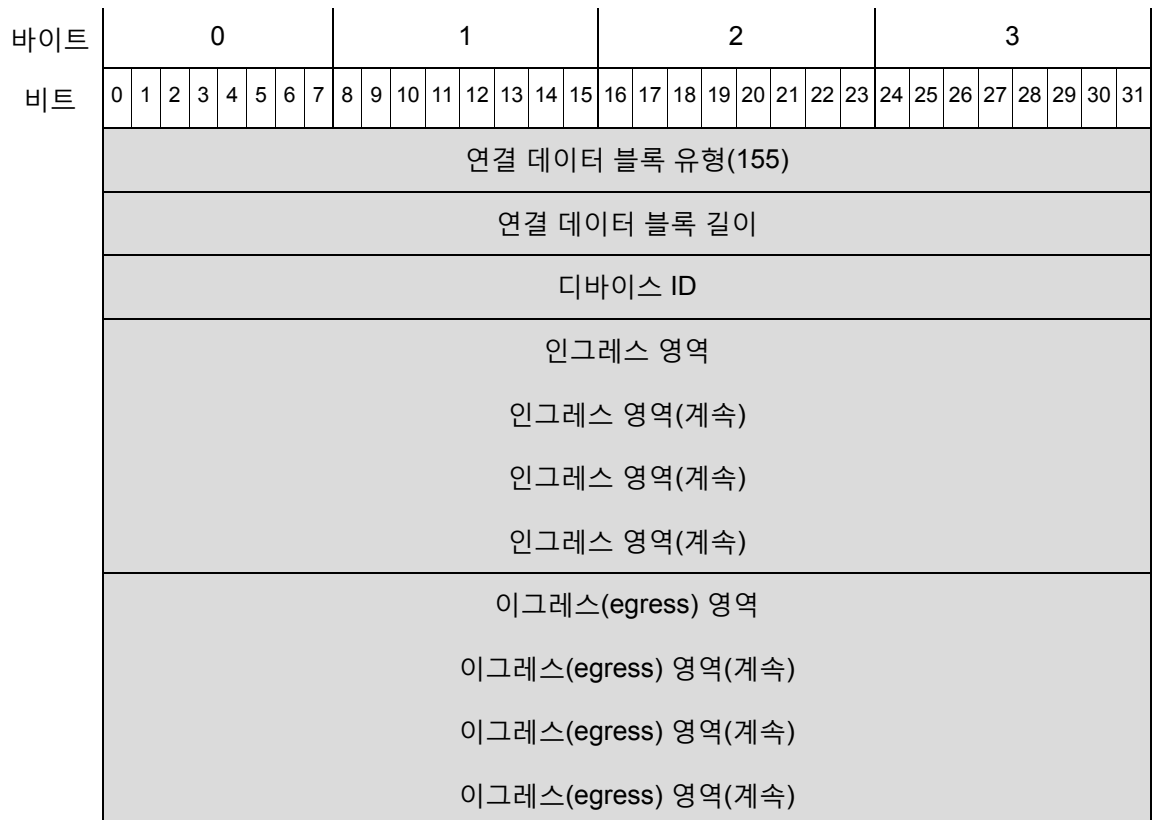 바이트 0 1 2 3
비트 0 1 2 3 4 5 6 7 8 9 10 11 12 13 14 15 16 17 18 19 20 21 22 23 24 25 26 27 28 29 30 31
연결 데이터 블록 유형(155)
연결 데이터 블록 길이
디바이스 ID
인그레스 영역
인그레스 영역(계속)
인그레스 영역(계속)
인그레스 영역(계속)
이그레스(egress) 영역
이그레스(egress) 영역(계속)
이그레스(egress) 영역(계속)
이그레스(egress) 영역(계속)